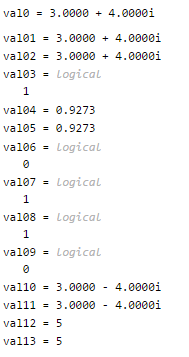 val0 = 3.0000 + 4.0000i
val01 = 3.0000 + 4.0000i
val02 = 3.0000 + 4.0000i
val03 = logical
1
val04 = 0.9273
val05 = 0.9273
val06 = logical
0
val07 = logical
1
val08 = logical
1
val09 = logical
0
val10 = 3.0000 - 4.0000i
val11 = 3.0000 - 4.0000i
val12 = 5
val13 = 5